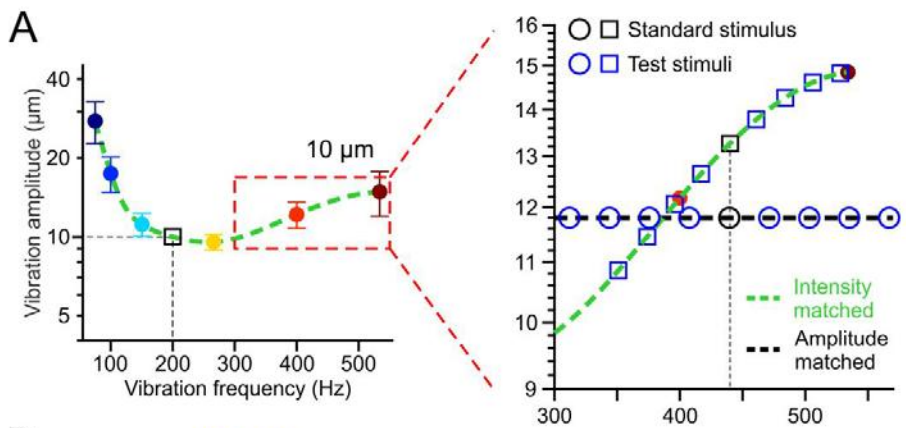 A
Vibration amplitude (µm)
40
20
10
5
10 µm
100
200
300
400
500
Vibration frequency (Hz)
16
15
14
13
12
11
10
9
Standard stimulus
Test stimuli
Intensity
matched
Amplitude
matched
300
400
500